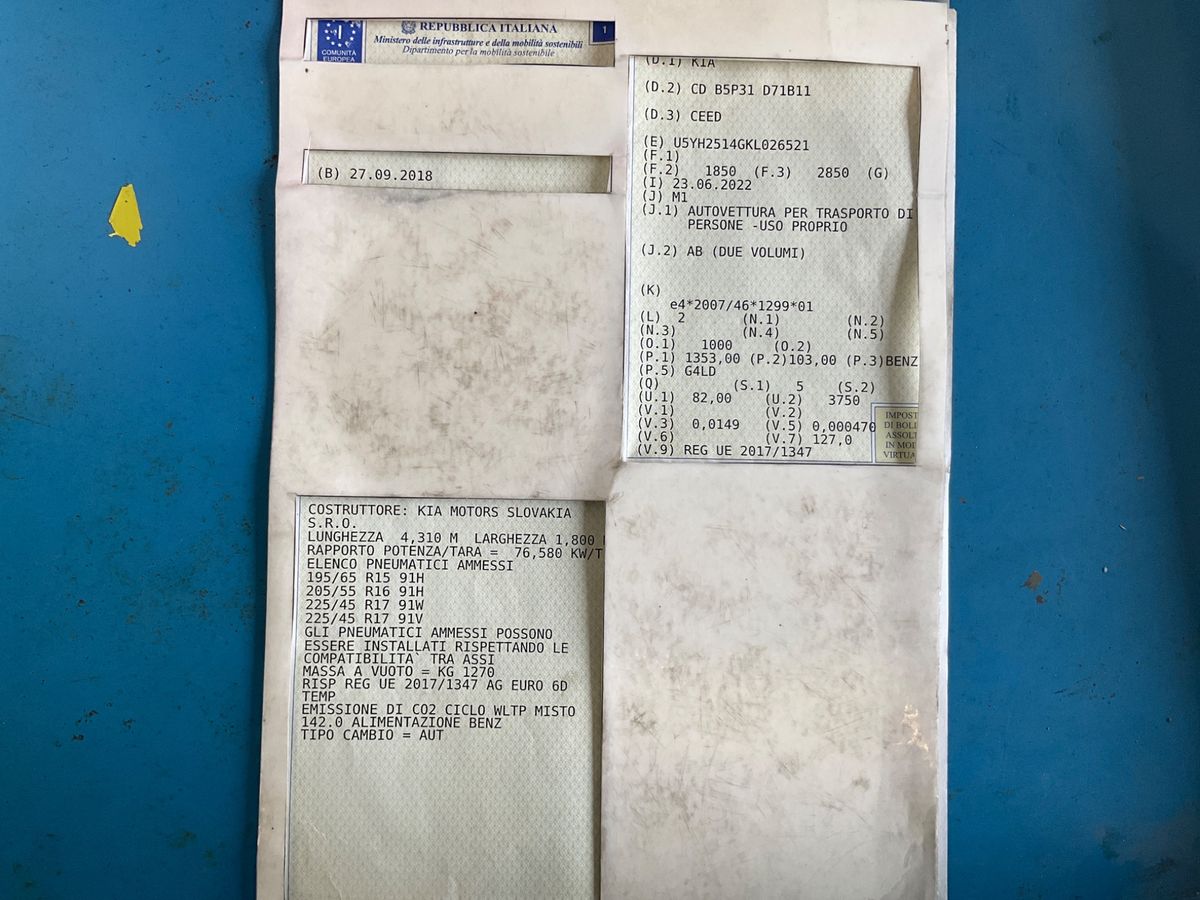 REPUBBLICA ITALIANA
1
Ministero delle infrastrutture e della mobilità sostenibili
Dipartimento per la mobilità sostenibile
COMUNITÀ
EUROPEA
I
(B) 27.09.2018
(D.1) KIA
(D.2) CD B5P31 D71B11
(D.3) CEED
(E) U5YH2514GKL026521
(F.1)
(F.2) 1850 (F.3) 2850 (G)
(I) 23.06.2022
(J) M1
(J.1) AUTOVETTURA PER TRASPORTO DI
PERSONE -USO PROPRIO
(J.2) AB (DUE VOLUMI)
(K)
e4*2007/46*1299*01
(L) 2 (N.1) (N.2)
(N.3) (N.4) (N.5)
(O.1) 1000 (O.2)
(P.1) 1353,00 (P.2)103,00 (P.3)BENZ
(P.5) G4LD
(Q) (S.1) 5 (S.2)
(U.1) 82,00 (U.2) 3750
(V.1) (V.2)
(V.3) 0,0149 (V.5) 0,000470
(V.6) (V.7) 127,0
(V.9) REG UE 2017/1347
IMPOST
DI BOLL
ASSOLT
IN MOD
VIRTUA
COSTRUTTORE: KIA MOTORS SLOVAKIA
S.R.O.
LUNGHEZZA 4,310 M LARGHEZZA 1,800
RAPPORTO POTENZA/TARA = 76,580 KW/T
ELENCO PNEUMATICI AMMESSI
195/65 R15 91H
205/55 R16 91H
225/45 R17 91W
225/45 R17 91V
GLI PNEUMATICI AMMESSI POSSONO
ESSERE INSTALLATI RISPETTANDO LE
COMPATIBILITA` TRA ASSI
MASSA A VUOTO = KG 1270
RISP REG UE 2017/1347 AG EURO 6D
TEMP
EMISSIONE DI CO2 CICLO WLTP MISTO
142.0 ALIMENTAZIONE BENZ
TIPO CAMBIO = AUT